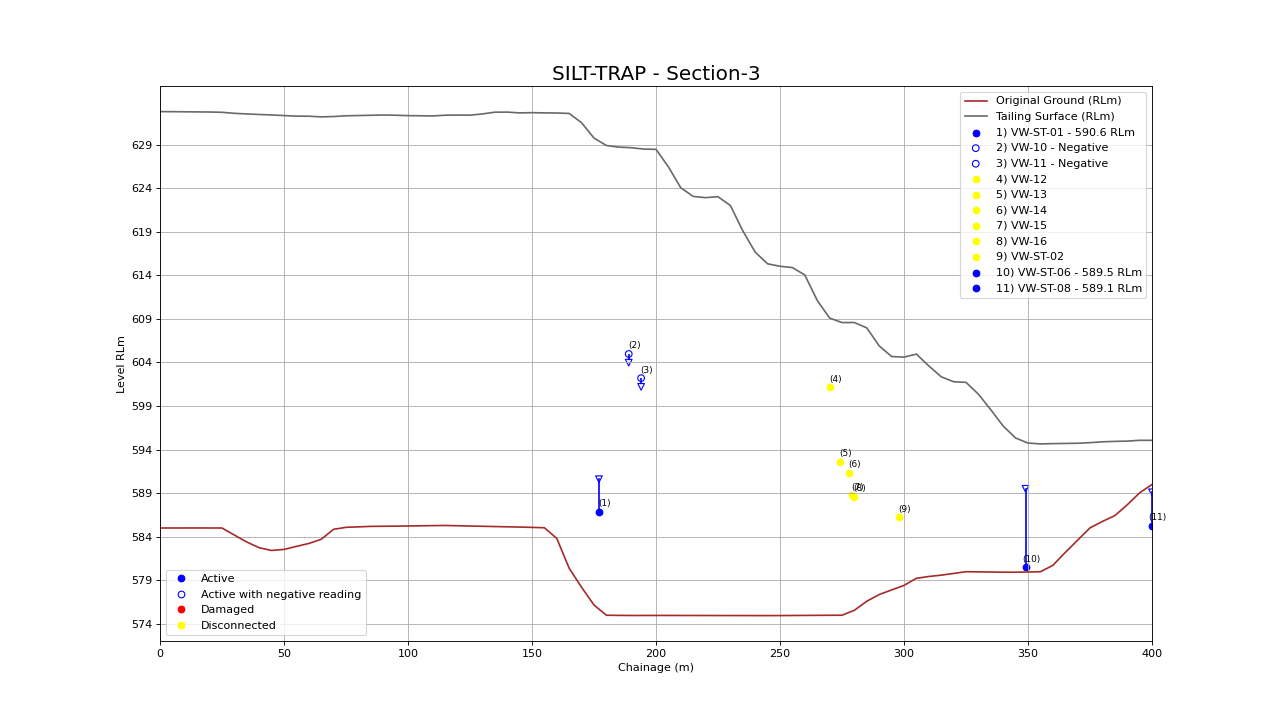 SILT-TRAP - Section-3
Original Ground (RLm)
Tailing Surface (RLm)
1) VW-ST-01 - 590.6 RLm
2) VW-10 - Negative
3) VW-11 - Negative
4) VW-12
5) VW-13
6) VW-14
7) VW-15
8) VW-16
9) VW-ST-02
10) VW-ST-06 - 589.5 RLm
11) VW-ST-08 - 589.1 RLm
629
624
619
614
609
604
599
594
589
584
579
574
Level RLm
(2)
(3)
(4)
(5)
(6)
(7)
(8)
(1)
(9)
(11)
(10)
Active
Active with negative reading
Damaged
Disconnected
0 50 100 150 200 250 300 350 400
Chainage (m)